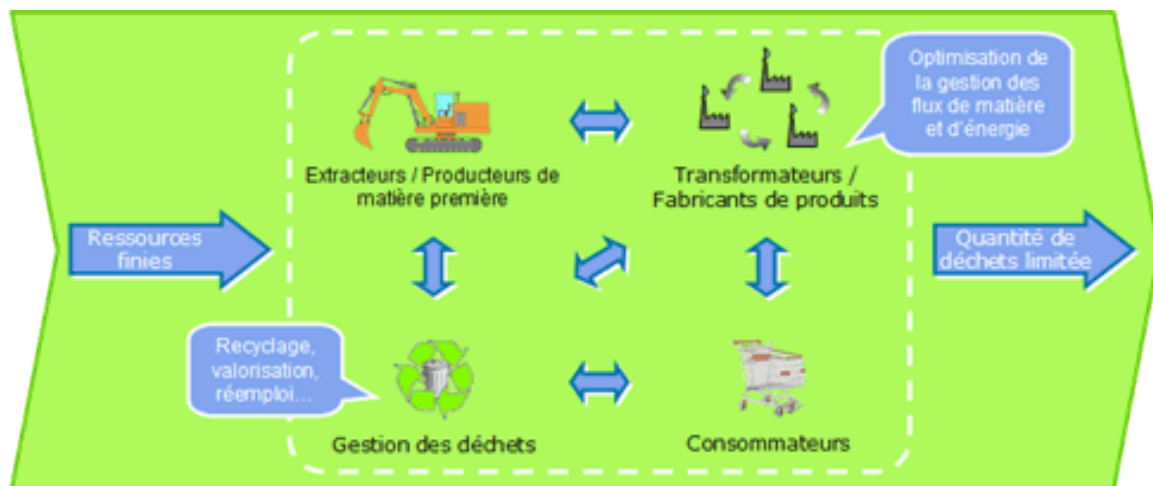 Optimisation de
la gestion des
flux de matière
et d'énergie
Extracteurs / Producteurs de
matière première
Transformateurs /
Fabricants de produits
Ressources
finies
Quantité de
déchets limitée
Recyclage,
valorisation,
réemploi...
Gestion des déchets
Consommateurs